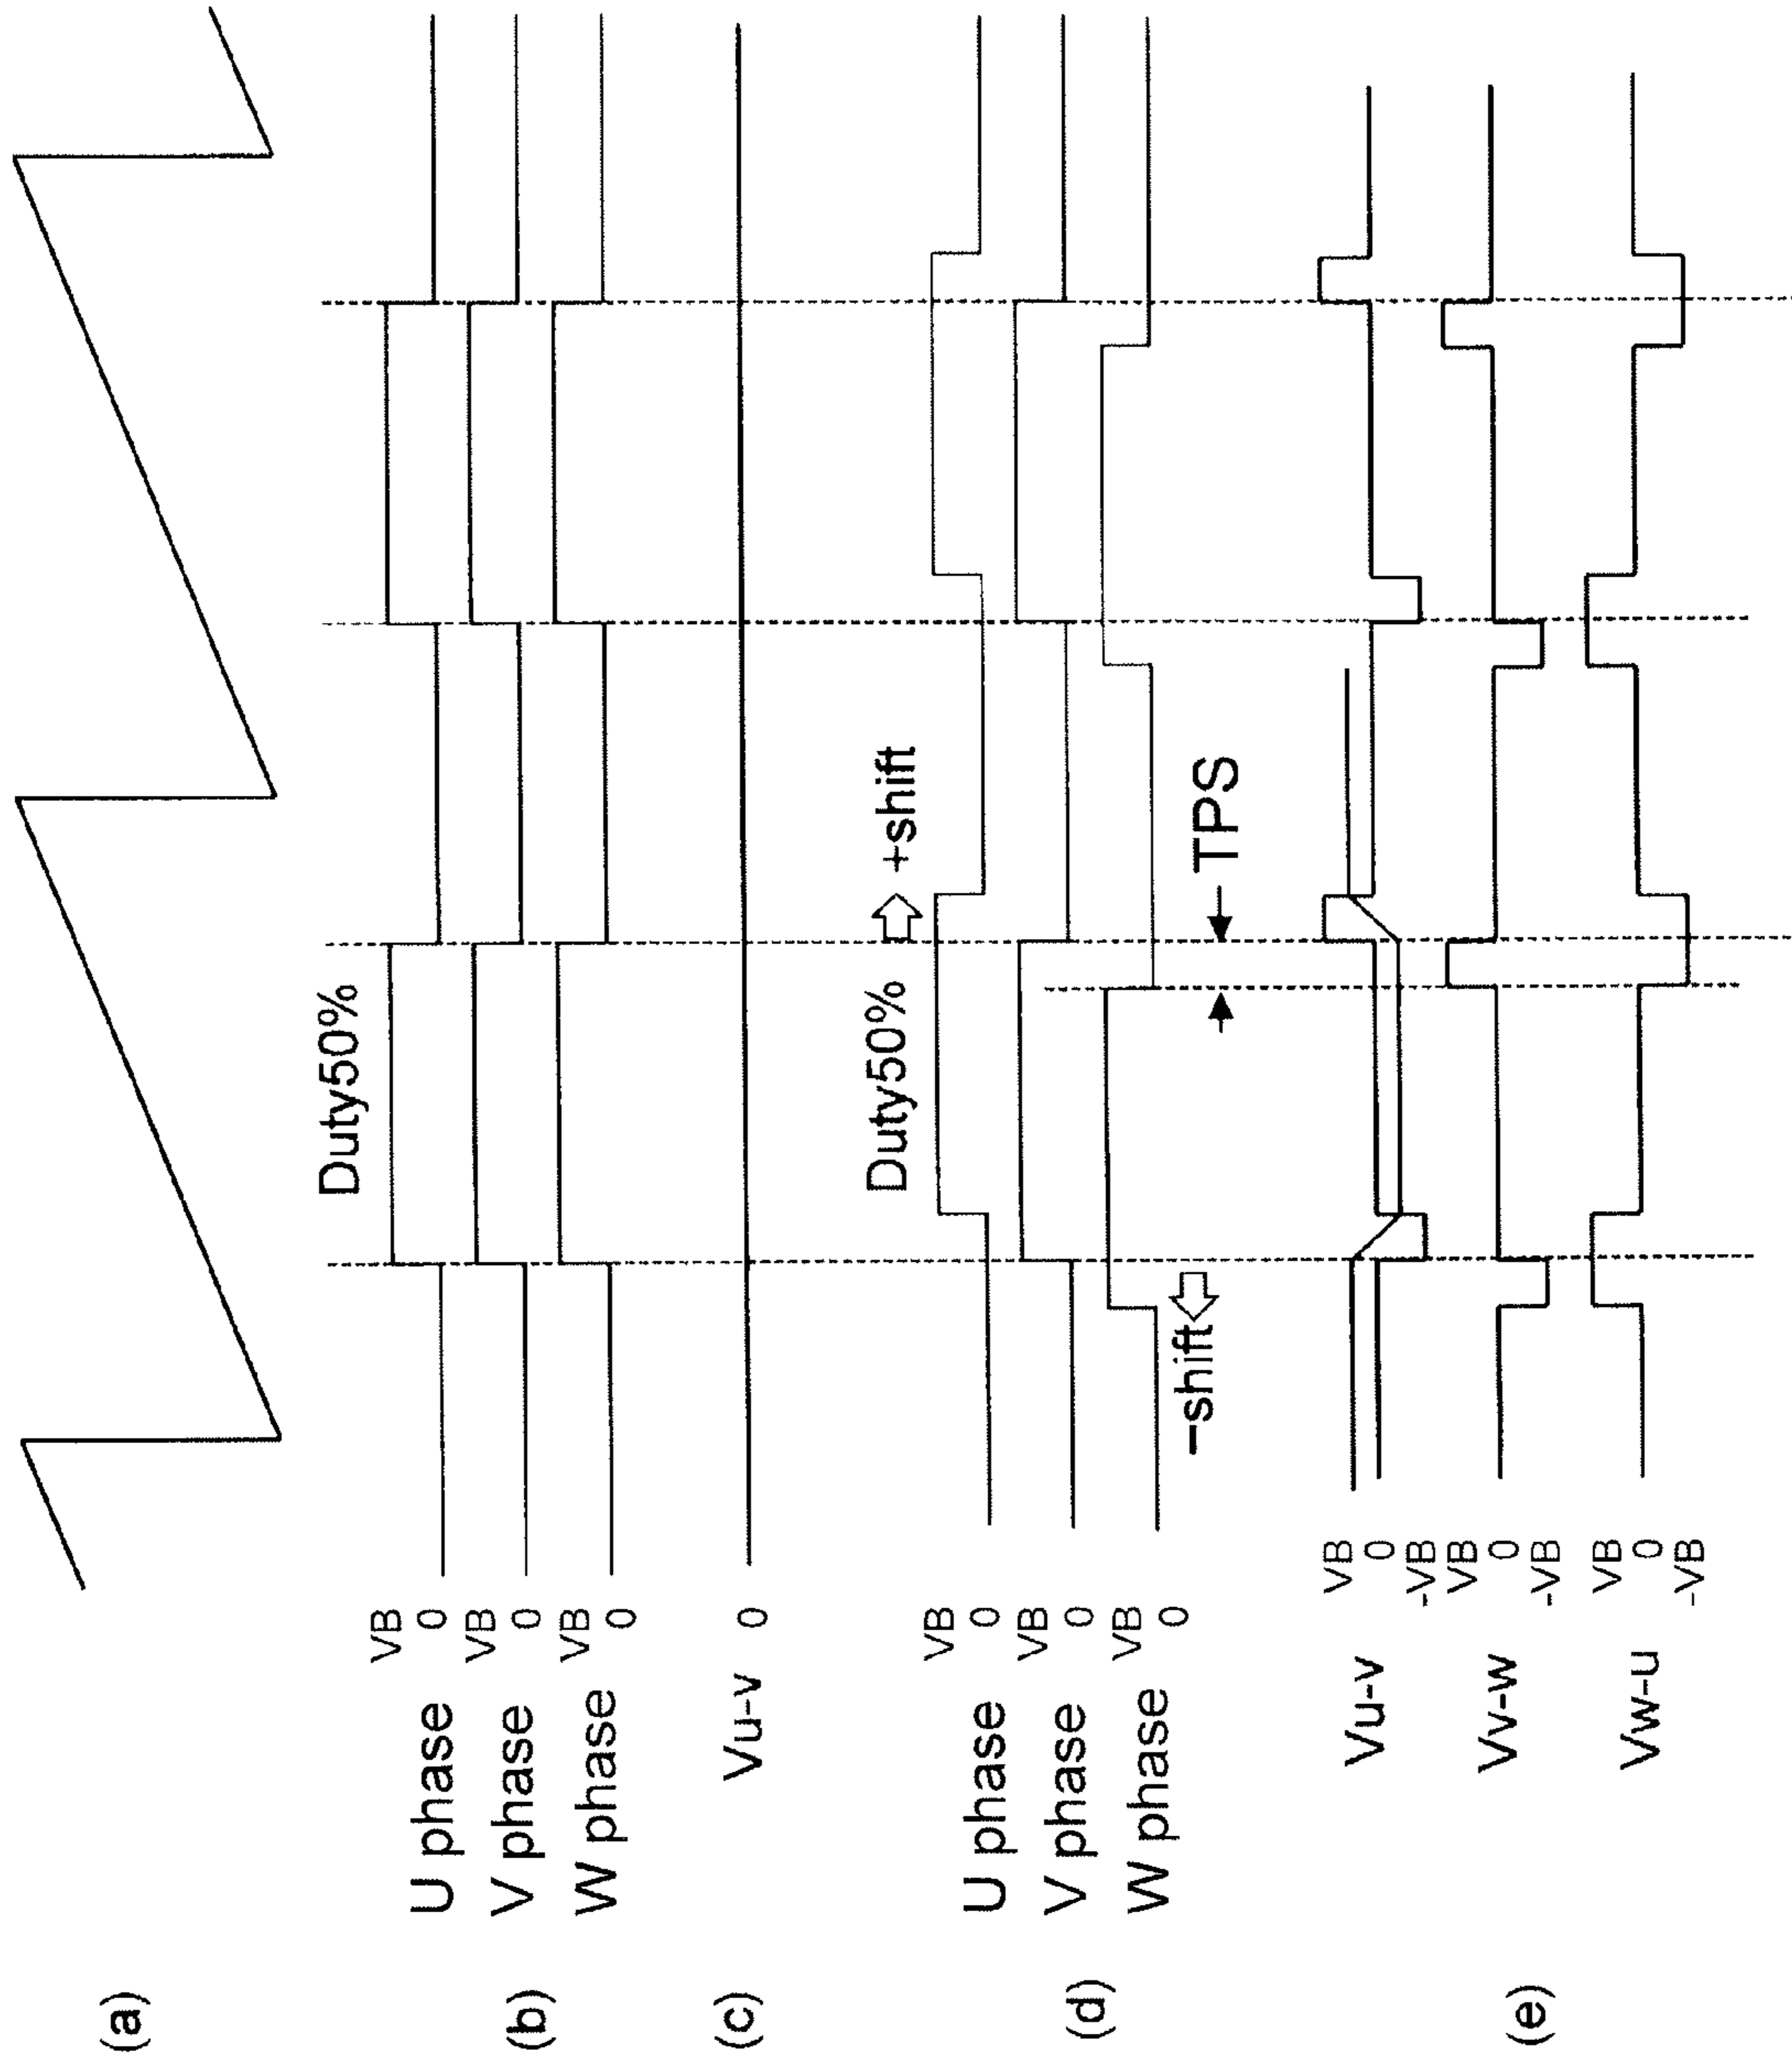 (a)
Duty50%
(b)
U phase VB 0
V phase VB 0
W phase VB 0
(c)
Vu-v 0
Duty50% +shift
(d)
U phase VB 0
V phase VB 0
W phase VB 0
−shift
TPS
(e)
Vu-v VB 0 -VB
Vv-w VB 0 -VB
Vw-u VB 0 -VB